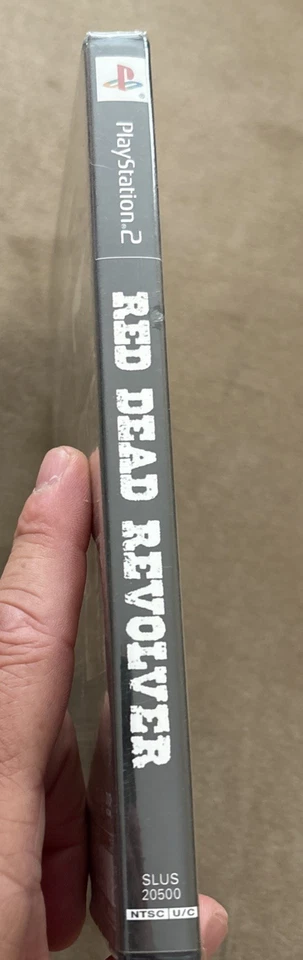 PlayStation®2
RED DEAD REVOLVER
SLUS
20500
NTSC U/C